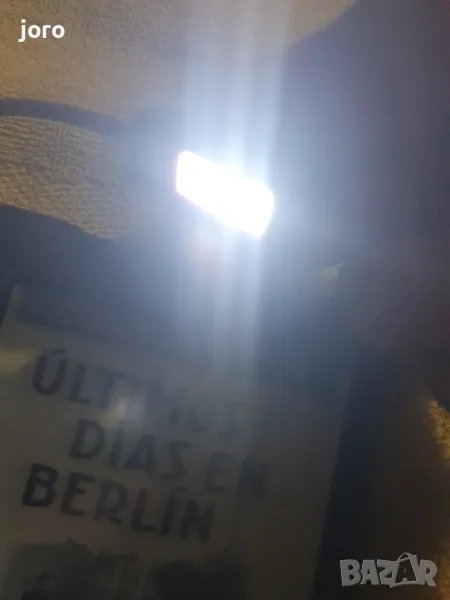 joro
ÚLTIMOS
DÍAS EN
BERLÍN
BAZAR